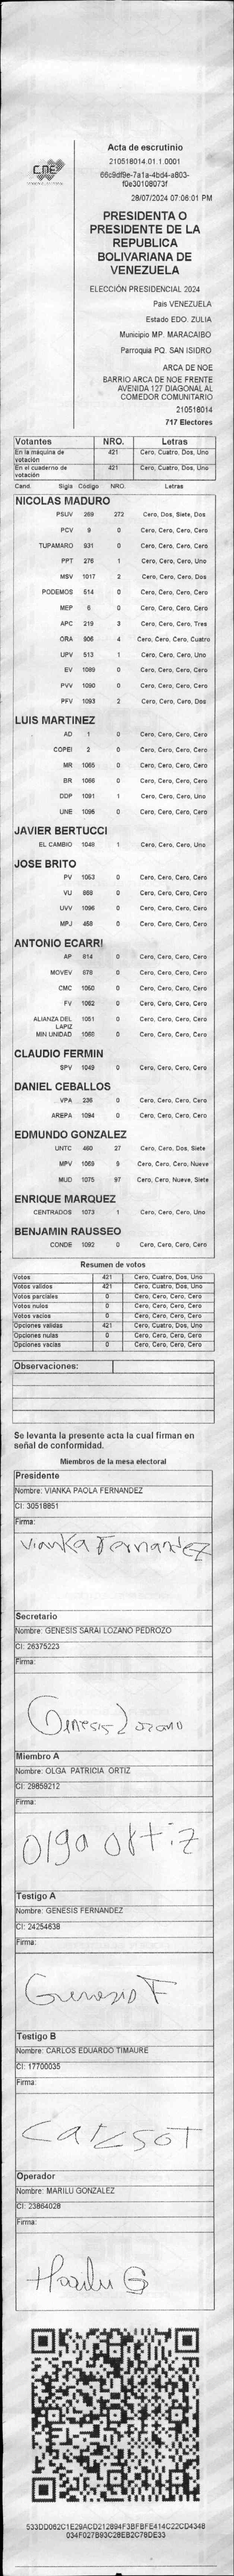 CNE
Acta de escrutinio
210518014.01.1.0001
66c9df9e-7a1a-4bd4-a803-
f0e30108073f
28/07/2024 07:06:01 PM
PRESIDENTA O
PRESIDENTE DE LA
REPUBLICA
BOLIVARIANA DE
VENEZUELA
ELECCIÓN PRESIDENCIAL 2024
País VENEZUELA
Estado EDO. ZULIA
Municipio MP. MARACAIBO
Parroquia PQ. SAN ISIDRO
ARCA DE NOE
BARRIO ARCA DE NOE FRENTE
AVENIDA 127 DIAGONAL AL
COMEDOR COMUNITARIO
210518014
717 Electores
Votantes NRO. Letras
En la máquina de votación 421 Cero, Cuatro, Dos, Uno
En el cuaderno de votación 421 Cero, Cuatro, Dos, Uno
Cand. Sigla Código NRO. Letras
NICOLAS MADURO
PSUV 269 272 Cero, Dos, Siete, Dos
PCV 9 0 Cero, Cero, Cero, Cero
TUPAMARO 931 0 Cero, Cero, Cero, Cero
PPT 276 1 Cero, Cero, Cero, Uno
MSV 1017 2 Cero, Cero, Cero, Dos
PODEMOS 514 0 Cero, Cero, Cero, Cero
MEP 6 0 Cero, Cero, Cero, Cero
APC 219 3 Cero, Cero, Cero, Tres
ORA 906 4 Cero, Cero, Cero, Cuatro
UPV 513 1 Cero, Cero, Cero, Uno
EV 1089 0 Cero, Cero, Cero, Cero
PVV 1090 0 Cero, Cero, Cero, Cero
PFV 1093 2 Cero, Cero, Cero, Dos
LUIS MARTINEZ
AD 1 0 Cero, Cero, Cero, Cero
COPEI 2 0 Cero, Cero, Cero, Cero
MR 1065 0 Cero, Cero, Cero, Cero
BR 1066 0 Cero, Cero, Cero, Cero
DDP 1091 1 Cero, Cero, Cero, Uno
UNE 1095 0 Cero, Cero, Cero, Cero
JAVIER BERTUCCI
EL CAMBIO 1048 1 Cero, Cero, Cero, Uno
JOSE BRITO
PV 1053 0 Cero, Cero, Cero, Cero
VU 868 0 Cero, Cero, Cero, Cero
UVV 1096 0 Cero, Cero, Cero, Cero
MPJ 458 0 Cero, Cero, Cero, Cero
ANTONIO ECARRI
AP 814 0 Cero, Cero, Cero, Cero
MOVEV 878 0 Cero, Cero, Cero, Cero
CMC 1050 0 Cero, Cero, Cero, Cero
FV 1052 0 Cero, Cero, Cero, Cero
ALIANZA DEL LAPIZ 1051 0 Cero, Cero, Cero, Cero
MIN UNIDAD 1060 0 Cero, Cero, Cero, Cero
CLAUDIO FERMIN
SPV 1049 0 Cero, Cero, Cero, Cero
DANIEL CEBALLOS
VPA 236 0 Cero, Cero, Cero, Cero
AREPA 1094 0 Cero, Cero, Cero, Cero
EDMUNDO GONZALEZ
UNTC 460 27 Cero, Cero, Dos, Siete
MPV 1069 9 Cero, Cero, Cero, Nueve
MUD 1075 97 Cero, Cero, Nueve, Siete
ENRIQUE MARQUEZ
CENTRADOS 1073 1 Cero, Cero, Cero, Uno
BENJAMIN RAUSSEO
CONDE 1092 0 Cero, Cero, Cero, Cero
Resumen de votos
Votos 421 Cero, Cuatro, Dos, Uno
Votos validos 421 Cero, Cuatro, Dos, Uno
Votos parciales 0 Cero, Cero, Cero, Cero
Votos nulos 0 Cero, Cero, Cero, Cero
Votos vacios 0 Cero, Cero, Cero, Cero
Opciones validas 421 Cero, Cuatro, Dos, Uno
Opciones nulas 0 Cero, Cero, Cero, Cero
Opciones vacias 0 Cero, Cero, Cero, Cero
Observaciones:
Se levanta la presente acta la cual firman en
señal de conformidad.
Miembros de la mesa electoral
Presidente
Nombre: VIANKA PAOLA FERNANDEZ
CI: 30518851
Firma:
Vianka Fernandez
Secretario
Nombre: GENESIS SARAI LOZANO PEDROZO
CI: 26375223
Firma:
Genesis Lozano
Miembro A
Nombre: OLGA PATRICIA ORTIZ
CI: 29859212
Firma:
Olga Ortiz
Testigo A
Nombre: GENESIS FERNANDEZ
CI: 24254638
Firma:
Genesis F
Testigo B
Nombre: CARLOS EDUARDO TIMAURE
CI: 17700035
Firma:
Operador
Nombre: MARILU GONZALEZ
CI: 23864028
Firma:
Marilu G
533DD062C1E29ACD212894F3BFBFE414C22CD4348
034F027B93C28EB2C78DE33